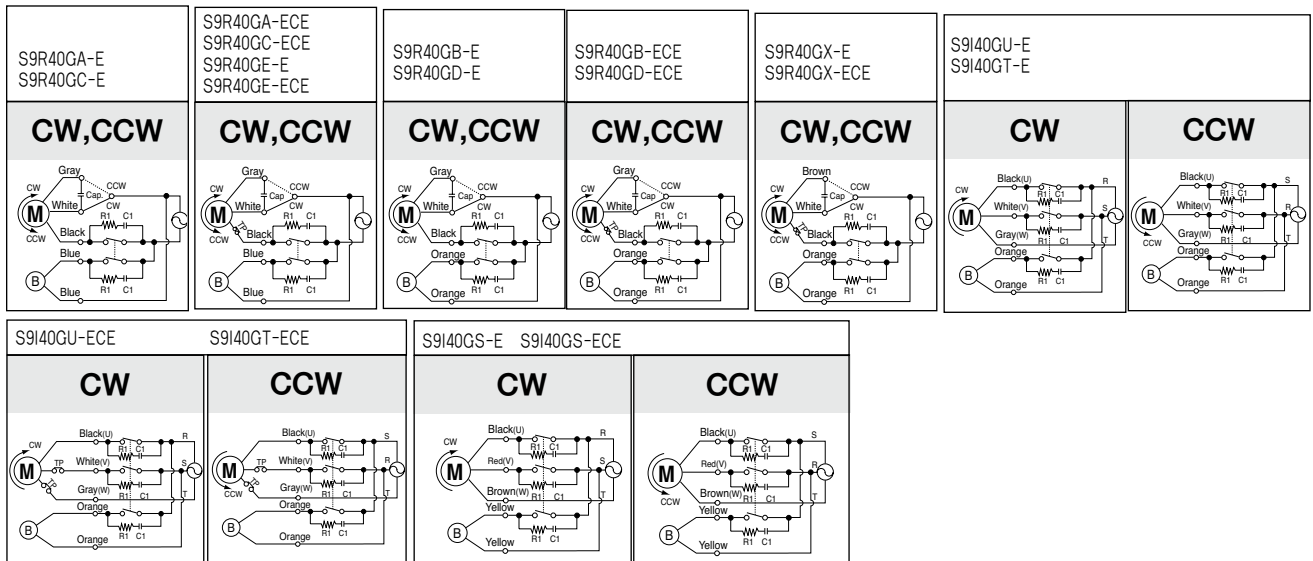 S9R40GA-E
S9R40GC-E
S9R40GA-ECE
S9R40GC-ECE
S9R40GE-E
S9R40GE-ECE
S9R40GB-E
S9R40GD-E
S9R40GB-ECE
S9R40GD-ECE
S9R40GX-E
S9R40GX-ECE
S9I40GU-E
S9I40GT-E
CW,CCW
CW,CCW
CW,CCW
CW,CCW
CW,CCW
CW
CCW
Gray
CW
CCW
Cap
White
CW
R1 C1
M
Black
CCW
Blue
B
R1 C1
Blue
Gray
CW
CCW
Cap
White
CW
R1 C1
M
TP
Black
CCW
Blue
B
R1 C1
Blue
Gray
CW
CCW
Cap
White
CW
R1 C1
M
Black
CCW
Orange
B
R1 C1
Orange
Gray
CW
CCW
Cap
White
CW
R1 C1
M
TP
Black
CCW
Orange
B
R1 C1
Orange
Brown
CW
CCW
Cap
White
CW
R1 C1
M
TP
Black
CCW
Orange
B
R1 C1
Orange
CW
Black(U)
R
R1 C1
White(V)
S
M
Gray(W)
R1 C1
T
Orange
B
R1 C1
Orange
Black(U)
S
R1 C1
White(V)
R
M
CCW
Gray(W)
R1 C1
T
Orange
B
R1 C1
Orange
S9I40GU-ECE S9I40GT-ECE
S9I40GS-E S9I40GS-ECE
CW
CCW
CW
CCW
CW
Black(U)
R
R1 C1
TP
White(V)
S
M
TP
Gray(W)
R1 C1
T
Orange
B
R1 C1
Orange
Black(U)
S
R1 C1
TP
White(V)
R
M
TP
CCW
Gray(W)
R1 C1
T
Orange
B
R1 C1
Orange
CW
Black(U)
R
R1 C1
Red(V)
S
M
Brown(W)
R1 C1
T
Yellow
B
R1 C1
Yellow
Black(U)
S
R1 C1
Red(V)
R
M
CCW
Brown(W)
R1 C1
T
Yellow
B
R1 C1
Yellow